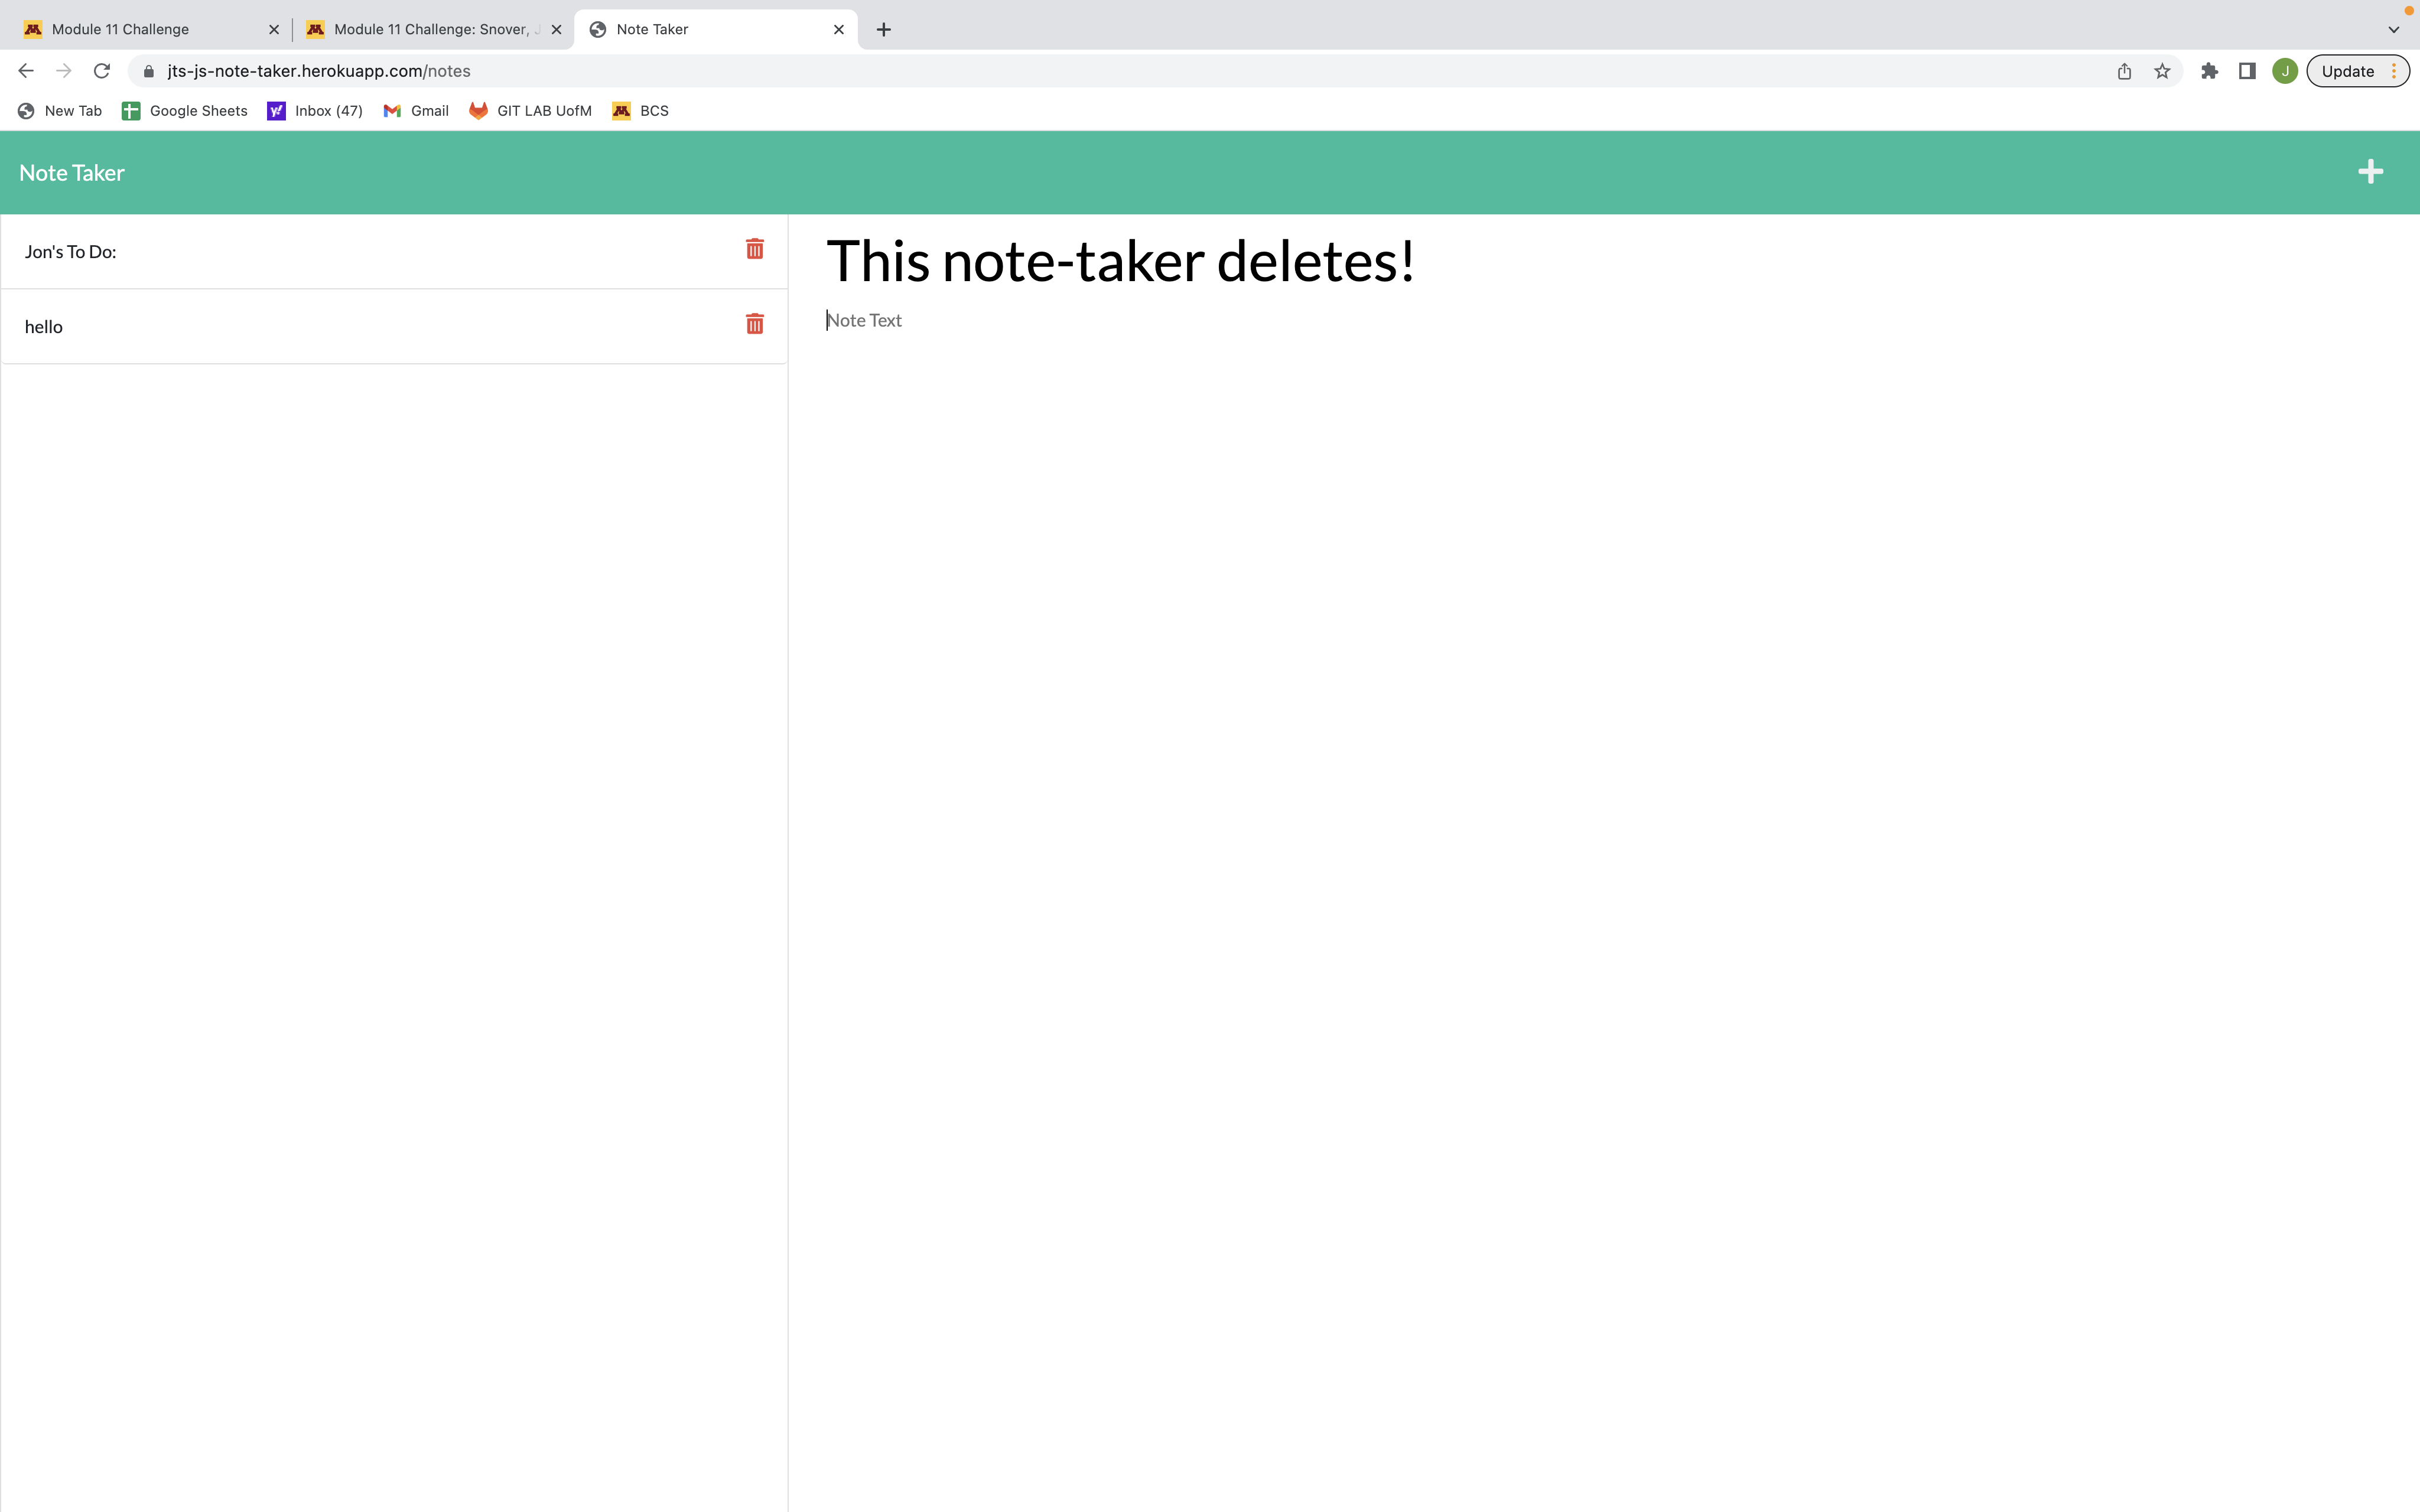 Module 11 Challenge
Module 11 Challenge: Snover, J
Note Taker
jts-js-note-taker.herokuapp.com/notes
J
Update
New Tab
Google Sheets
Inbox (47)
Gmail
GIT LAB UofM
BCS
Note Taker
Jon's To Do:
hello
This note-taker deletes!
Note Text